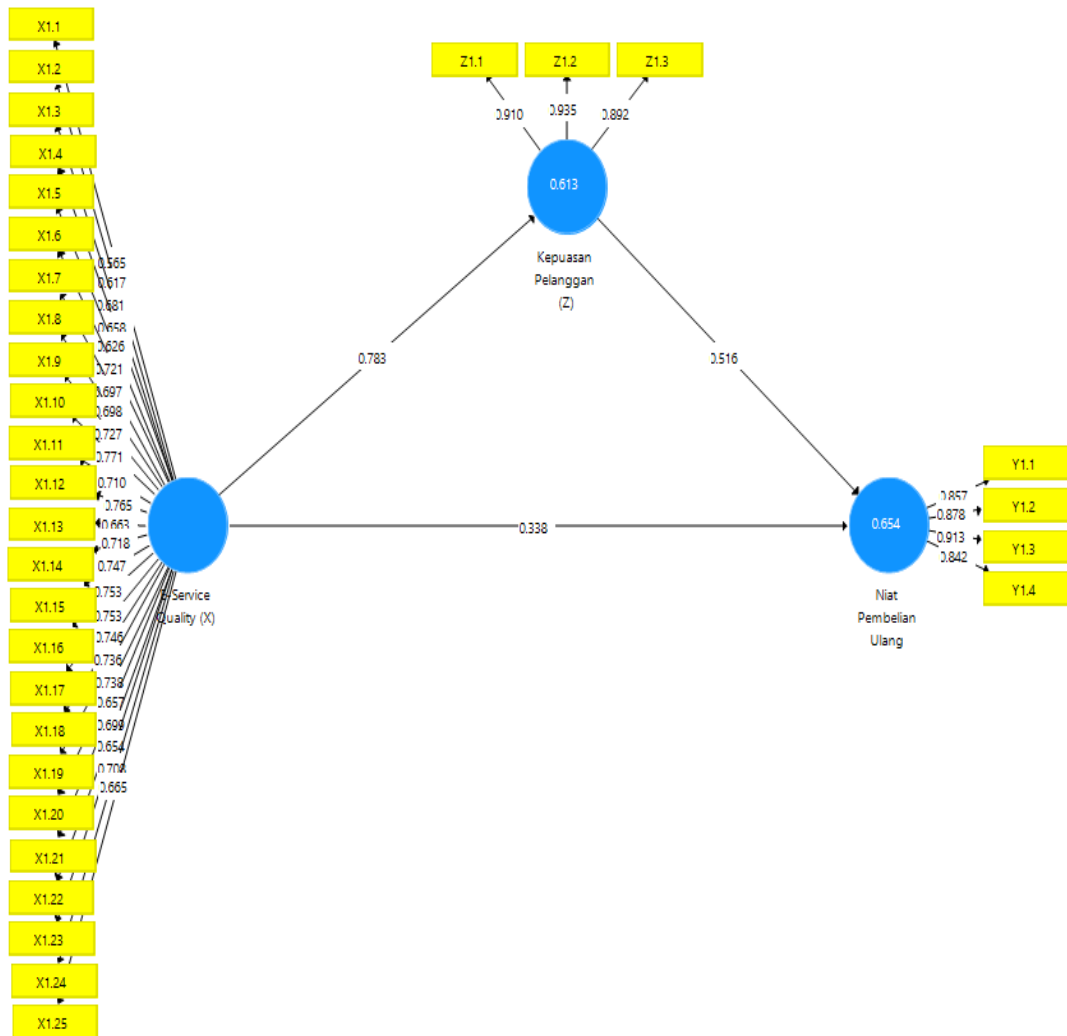 X1.1
X1.2
X1.3
X1.4
X1.5
X1.6
X1.7
X1.8
X1.9
X1.10
X1.11
X1.12
X1.13
X1.14
X1.15
X1.16
X1.17
X1.18
X1.19
X1.20
X1.21
X1.22
X1.23
X1.24
X1.25
0.565
0.617
0.681
0.658
0.626
0.721
0.697
0.698
0.727
0.771
0.710
0.765
0.663
0.718
0.747
0.753
0.753
0.746
0.736
0.738
0.657
0.699
0.654
0.708
0.665
E-Service
Quality (X)
Z1.1
Z1.2
Z1.3
0.910
0.935
0.892
0.613
Kepuasan
Pelanggan
(Z)
0.783
0.516
0.338
0.654
Niat
Pembelian
Ulang
0.857
0.878
0.913
0.842
Y1.1
Y1.2
Y1.3
Y1.4